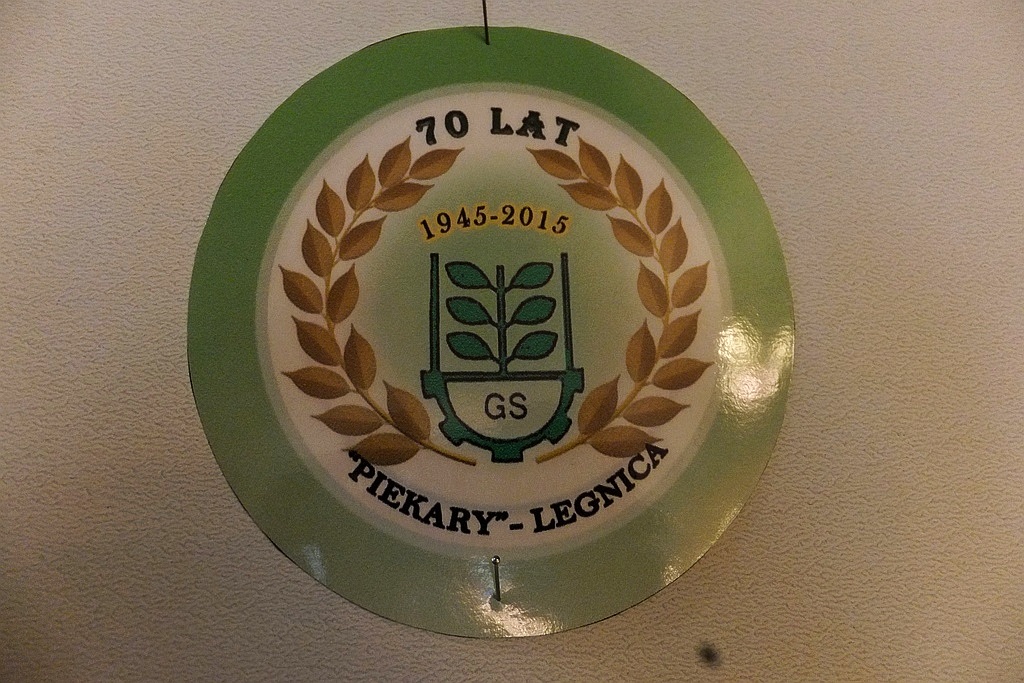 70 LAT
1945-2015
GS
"PIEKARY"- LEGNICA